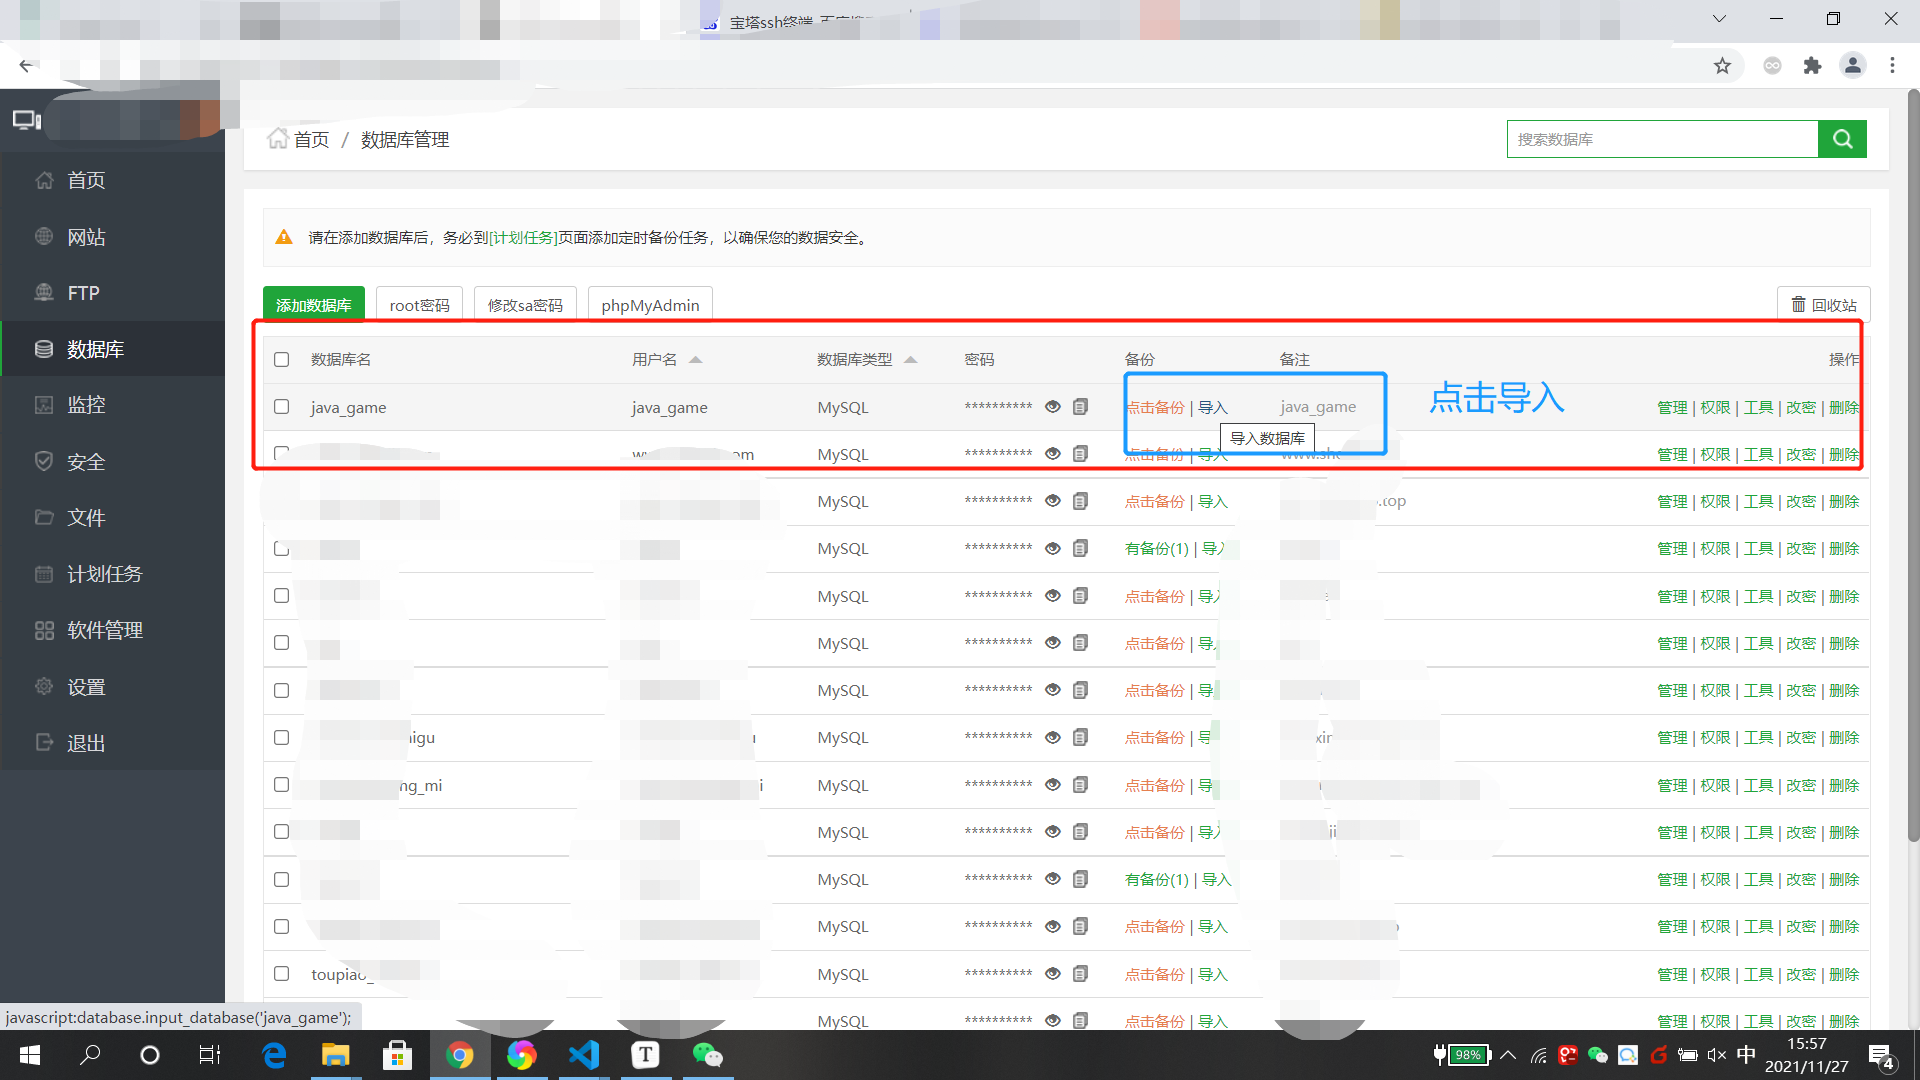 宝塔ssh终端
首页 / 数据库管理
搜索数据库
首页
网站
FTP
数据库
监控
安全
文件
计划任务
软件管理
设置
退出
请在添加数据库后，务必到[计划任务]页面添加定时备份任务，以确保您的数据安全。
添加数据库 root密码 修改sa密码 phpMyAdmin 回收站
数据库名 用户名 数据库类型 密码 备份 备注 操作
java_game java_game MySQL ********** 点击备份 | 导入 java_game 管理 | 权限 | 工具 | 改密 | 删除
点击导入
导入数据库
MySQL ********** 点击备份 | 导入 管理 | 权限 | 工具 | 改密 | 删除
MySQL ********** 点击备份 | 导入 .top 管理 | 权限 | 工具 | 改密 | 删除
MySQL ********** 有备份(1) | 导入 管理 | 权限 | 工具 | 改密 | 删除
MySQL ********** 点击备份 | 导入 管理 | 权限 | 工具 | 改密 | 删除
MySQL ********** 点击备份 | 导入 管理 | 权限 | 工具 | 改密 | 删除
MySQL ********** 点击备份 | 导 管理 | 权限 | 工具 | 改密 | 删除
MySQL ********** 点击备份 | 导 管理 | 权限 | 工具 | 改密 | 删除
ng_mi MySQL ********** 点击备份 | 导 管理 | 权限 | 工具 | 改密 | 删除
MySQL ********** 点击备份 | 导入 管理 | 权限 | 工具 | 改密 | 删除
MySQL ********** 有备份(1) | 导入 管理 | 权限 | 工具 | 改密 | 删除
MySQL ********** 点击备份 | 导入 管理 | 权限 | 工具 | 改密 | 删除
toupiao_ MySQL ********** 点击备份 | 导入 管理 | 权限 | 工具 | 改密 | 删除
MySQL ********** 点击备份 | 导入 管理 | 权限 | 工具 | 改密 | 删除
javascript:database.input_database('java_game');
98% 中 15:57
2021/11/27
4